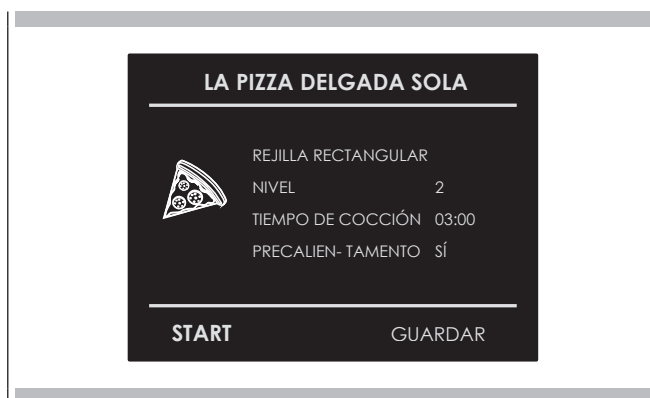 LA PIZZA DELGADA SOLA
REJILLA RECTANGULAR
NIVEL 2
TIEMPO DE COCCIÓN 03:00
PRECALIEN- TAMENTO SÍ
START GUARDAR